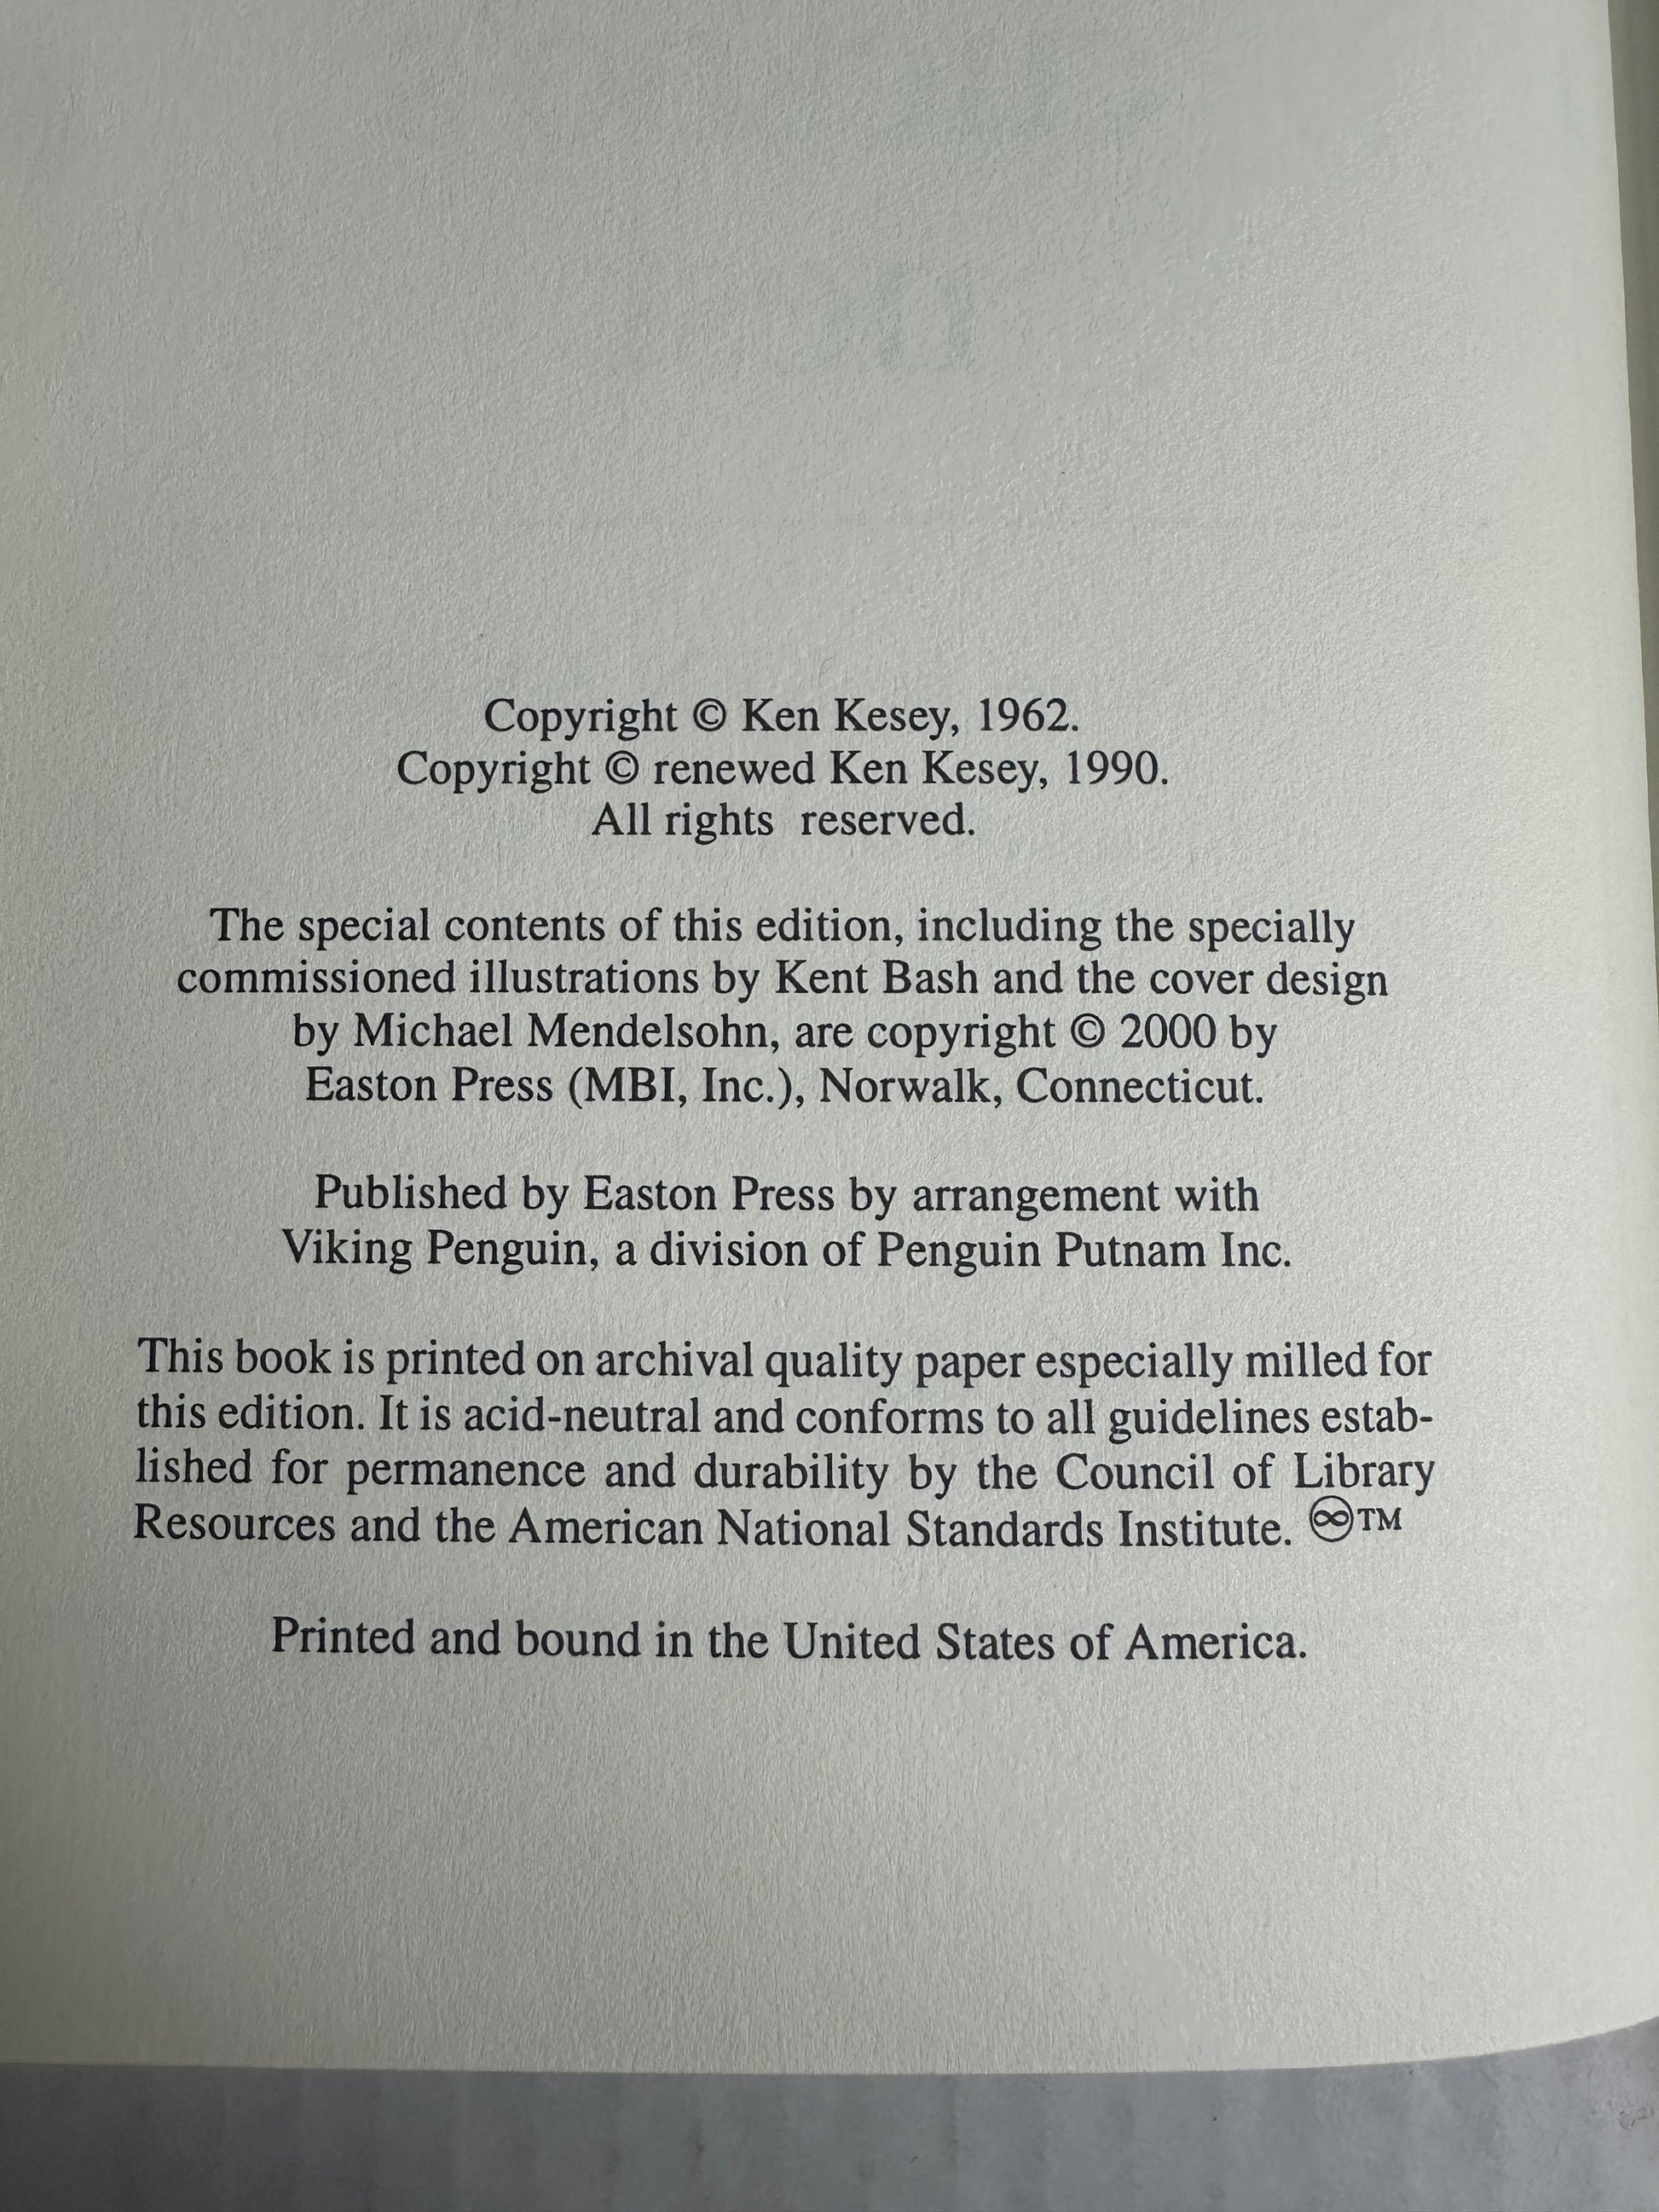 Copyright © Ken Kesey, 1962.
Copyright © renewed Ken Kesey, 1990.
All rights reserved.
The special contents of this edition, including the specially
commissioned illustrations by Kent Bash and the cover design
by Michael Mendelsohn, are copyright © 2000 by
Easton Press (MBI, Inc.), Norwalk, Connecticut.
Published by Easton Press by arrangement with
Viking Penguin, a division of Penguin Putnam Inc.
This book is printed on archival quality paper especially milled for
this edition. It is acid-neutral and conforms to all guidelines estab-
lished for permanence and durability by the Council of Library
Resources and the American National Standards Institute. ♾™
Printed and bound in the United States of America.